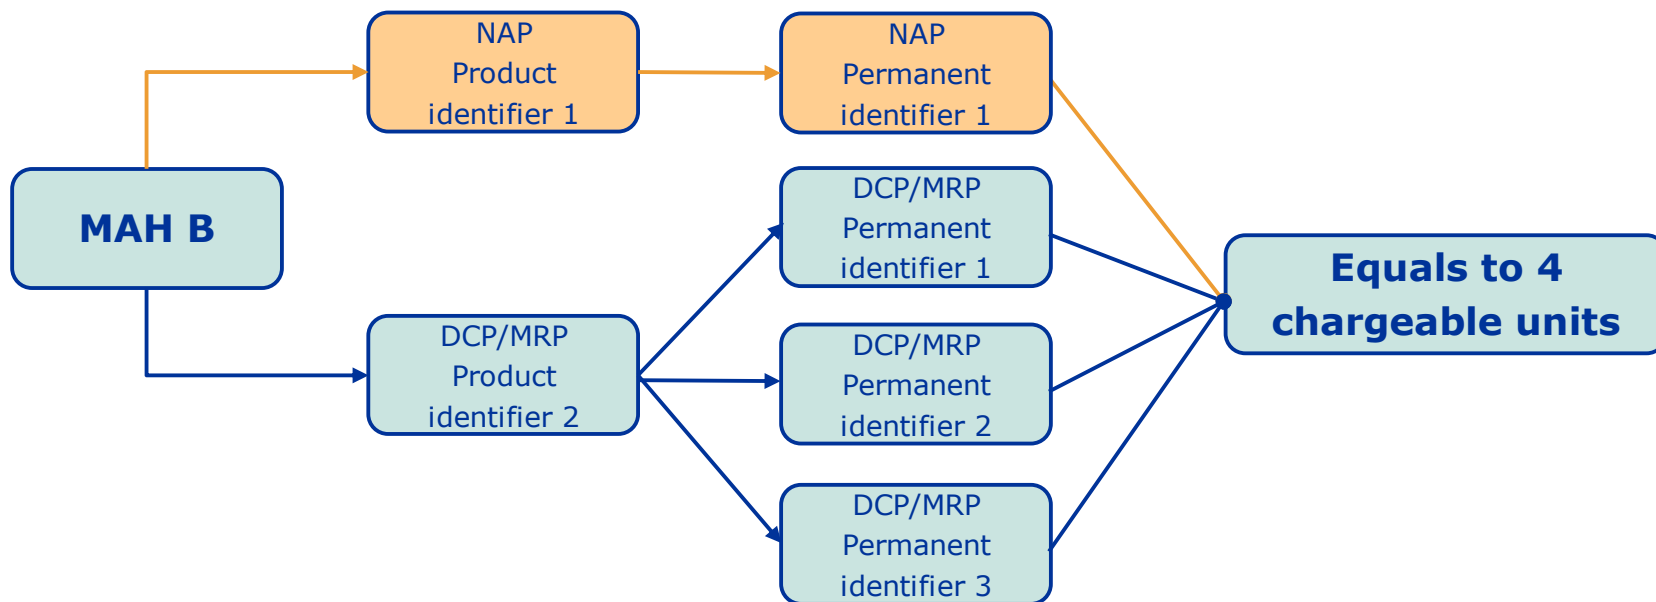 NAP
Product
identifier 1
NAP
Permanent
identifier 1
MAH B
DCP/MRP
Permanent
identifier 1
Equals to 4
chargeable units
DCP/MRP
Product
identifier 2
DCP/MRP
Permanent
identifier 2
DCP/MRP
Permanent
identifier 3